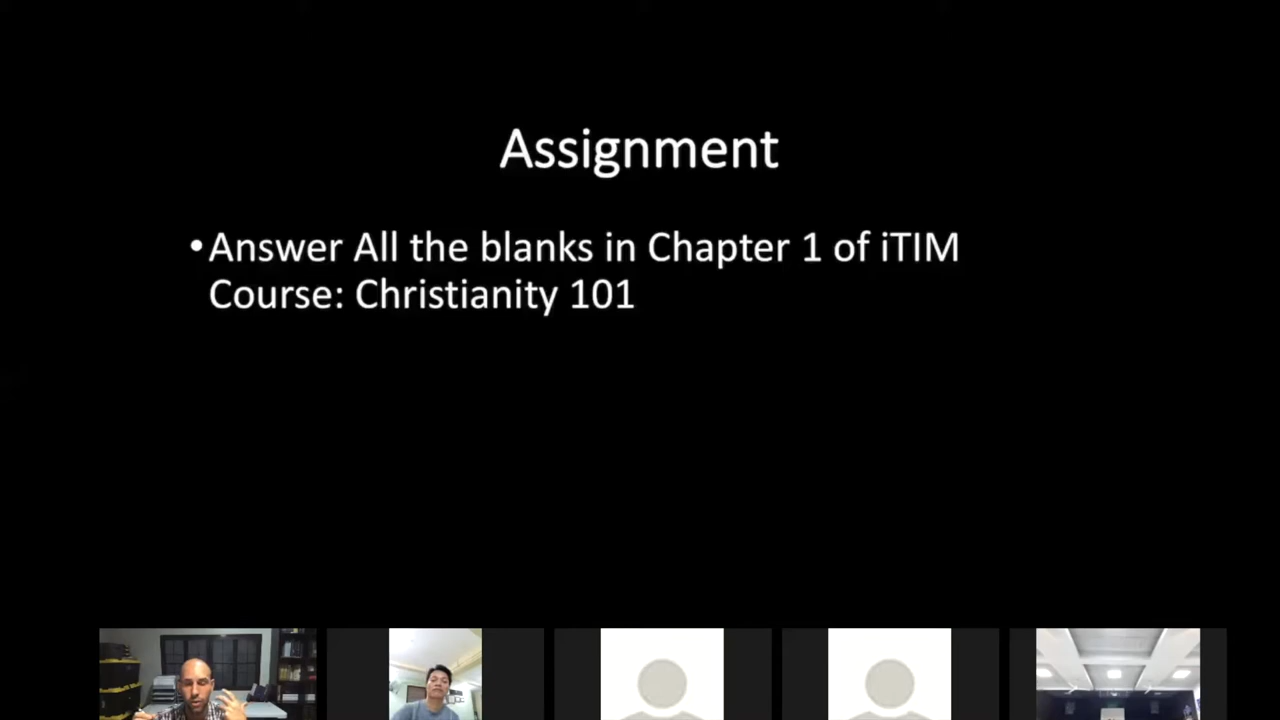 Assignment
•Answer All the blanks in Chapter 1 of iTIM
Course: Christianity 101